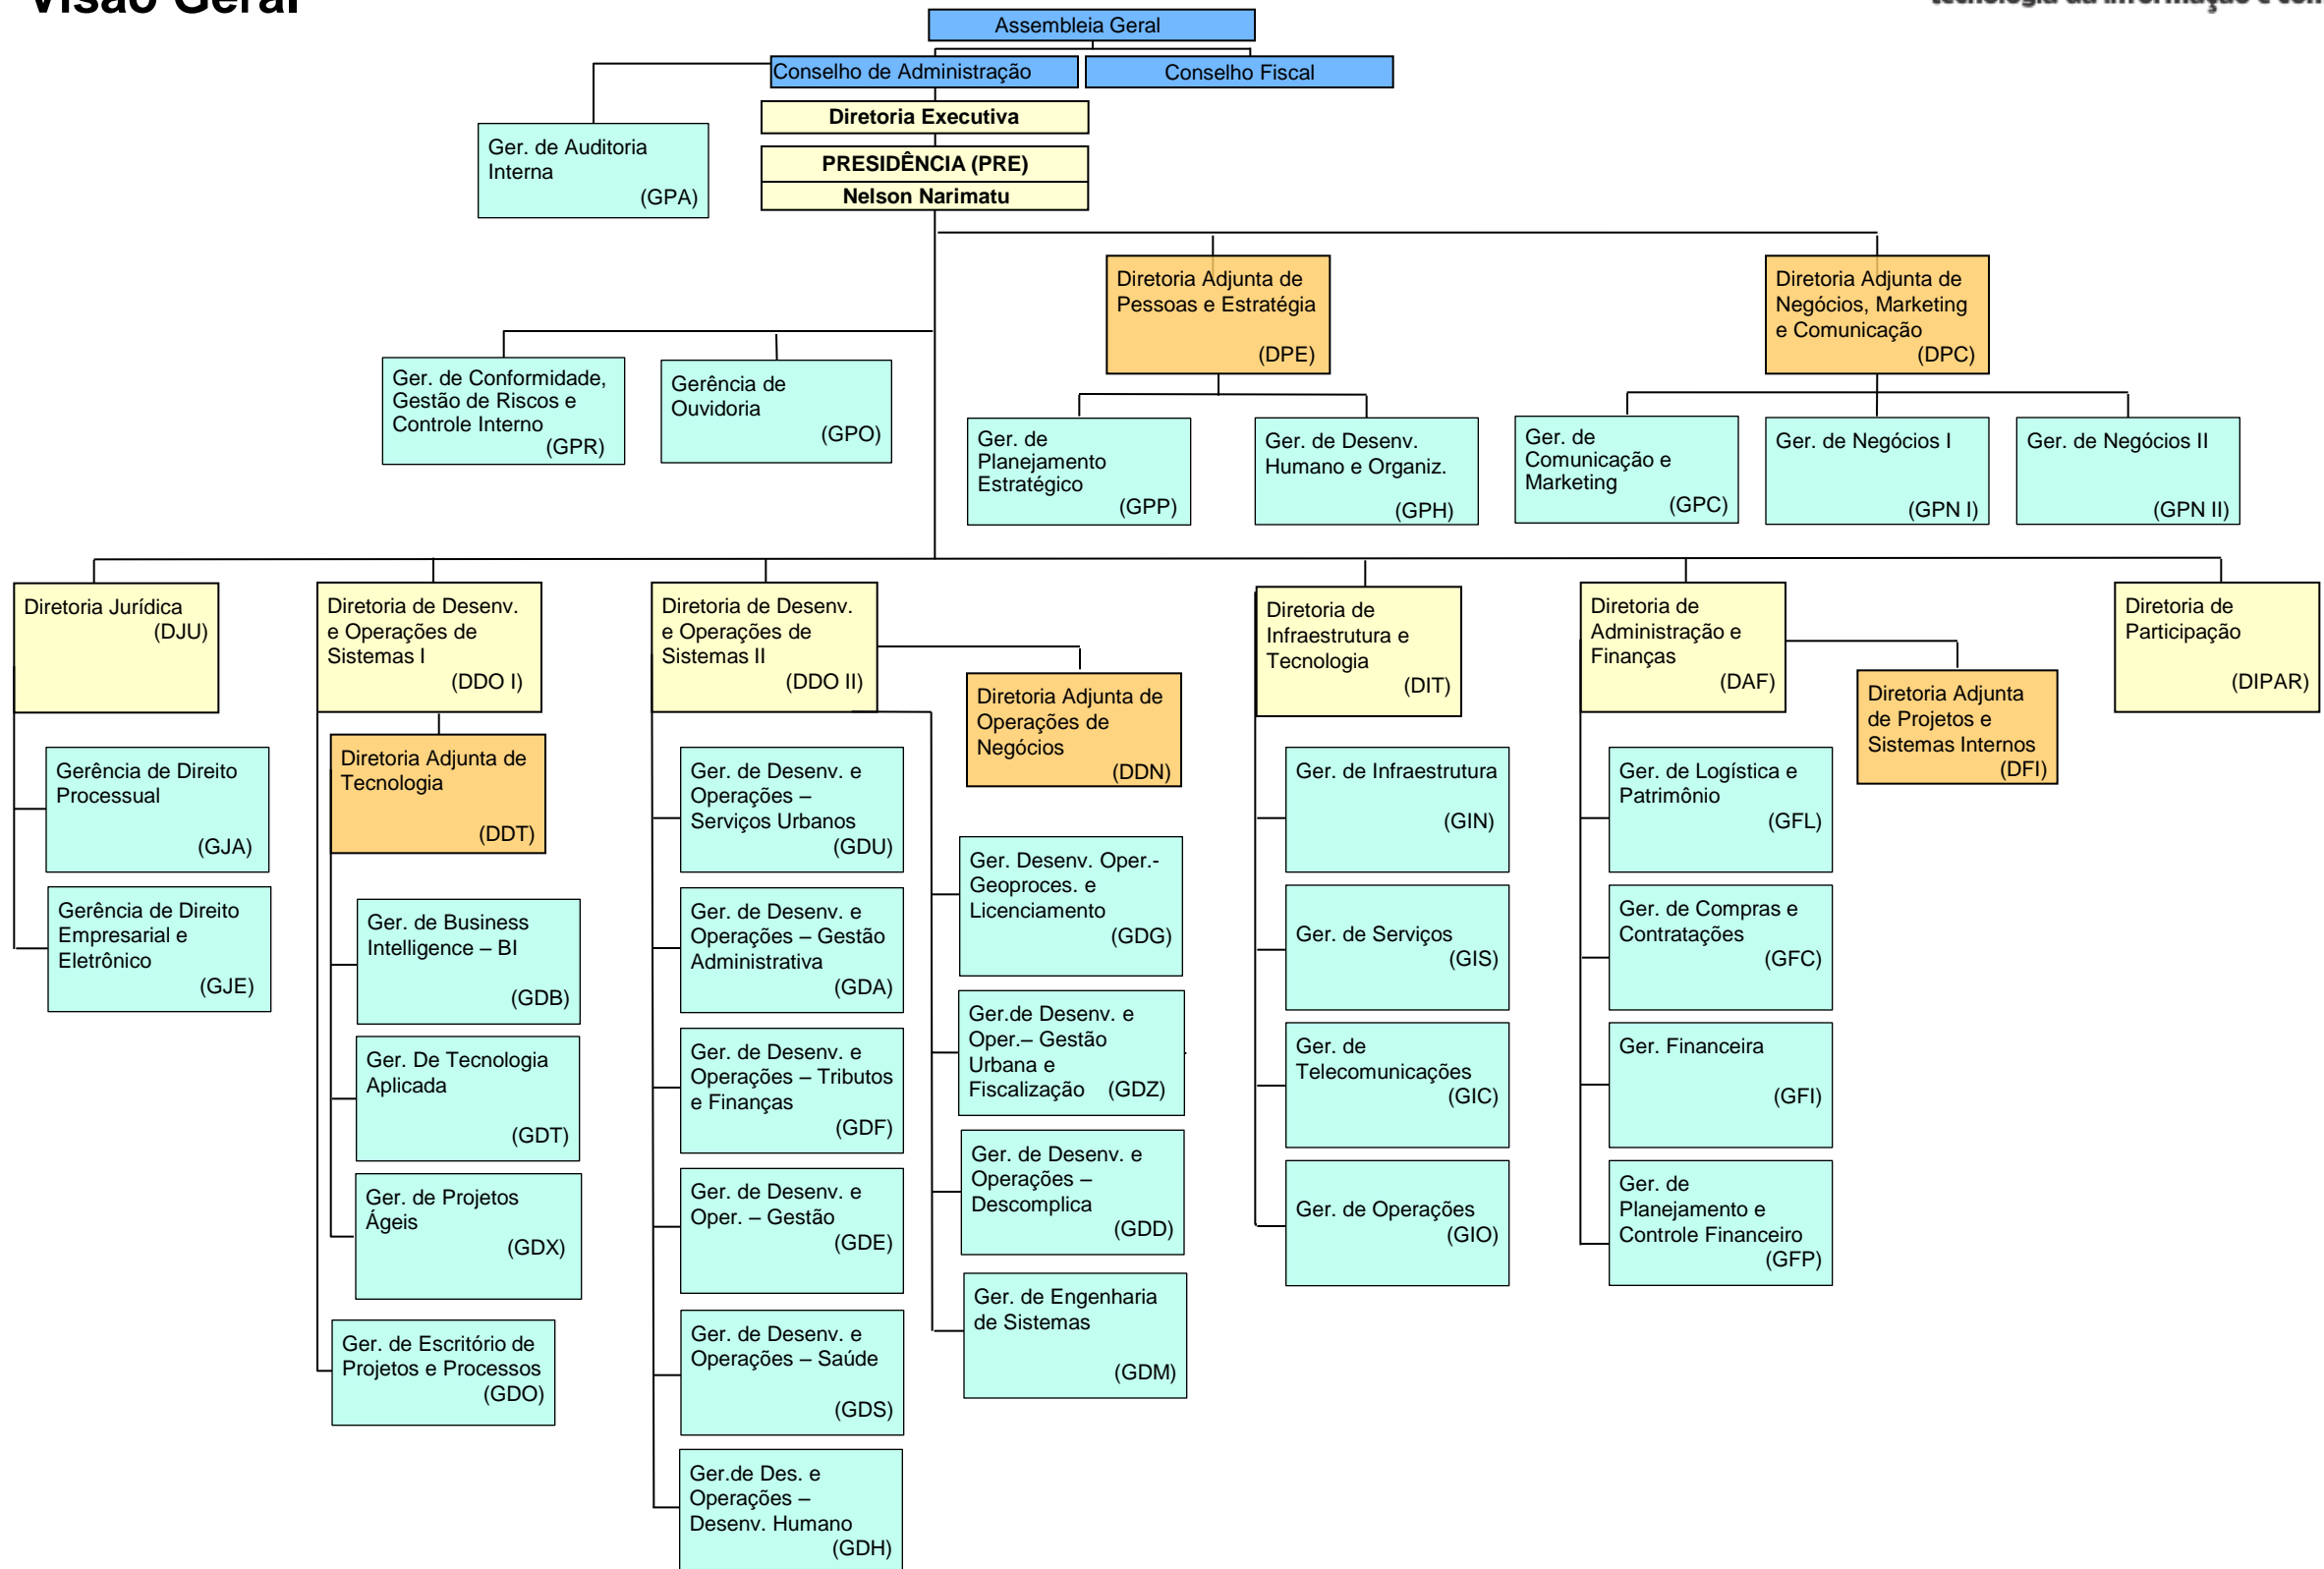 Visão Geral
tecnologia da informação e com
Assembleia Geral
Conselho de Administração
Conselho Fiscal
Diretoria Executiva
PRESIDÊNCIA (PRE)
Nelson Narimatu
Ger. de Auditoria
Interna
(GPA)
Diretoria Adjunta de
Pessoas e Estratégia
(DPE)
Diretoria Adjunta de
Negócios, Marketing
e Comunicação
(DPC)
Ger. de Conformidade,
Gestão de Riscos e
Controle Interno
(GPR)
Gerência de
Ouvidoria
(GPO)
Ger. de
Planejamento
Estratégico
(GPP)
Ger. de Desenv.
Humano e Organiz.
(GPH)
Ger. de
Comunicação e
Marketing
(GPC)
Ger. de Negócios I
(GPN I)
Ger. de Negócios II
(GPN II)
Diretoria Jurídica
(DJU)
Diretoria de Desenv.
e Operações de
Sistemas I
(DDO I)
Diretoria de Desenv.
e Operações de
Sistemas II
(DDO II)
Diretoria Adjunta de
Operações de
Negócios
(DDN)
Diretoria de
Infraestrutura e
Tecnologia
(DIT)
Diretoria de
Administração e
Finanças
(DAF)
Diretoria Adjunta
de Projetos e
Sistemas Internos
(DFI)
Diretoria de
Participação
(DIPAR)
Gerência de Direito
Processual
(GJA)
Gerência de Direito
Empresarial e
Eletrônico
(GJE)
Diretoria Adjunta de
Tecnologia
(DDT)
Ger. de Business
Intelligence – BI
(GDB)
Ger. De Tecnologia
Aplicada
(GDT)
Ger. de Projetos
Ágeis
(GDX)
Ger. de Escritório de
Projetos e Processos
(GDO)
Ger. de Desenv. e
Operações –
Serviços Urbanos
(GDU)
Ger. de Desenv. e
Operações – Gestão
Administrativa
(GDA)
Ger. de Desenv. e
Operações – Tributos
e Finanças
(GDF)
Ger. de Desenv. e
Oper. – Gestão
(GDE)
Ger. de Desenv. e
Operações – Saúde
(GDS)
Ger.de Des. e
Operações –
Desenv. Humano
(GDH)
Ger. Desenv. Oper.-
Geoproces. e
Licenciamento
(GDG)
Ger.de Desenv. e
Oper.– Gestão
Urbana e
Fiscalização (GDZ)
Ger. de Desenv. e
Operações –
Descomplica
(GDD)
Ger. de Engenharia
de Sistemas
(GDM)
Ger. de Infraestrutura
(GIN)
Ger. de Serviços
(GIS)
Ger. de
Telecomunicações
(GIC)
Ger. de Operações
(GIO)
Ger. de Logística e
Patrimônio
(GFL)
Ger. de Compras e
Contratações
(GFC)
Ger. Financeira
(GFI)
Ger. de
Planejamento e
Controle Financeiro
(GFP)